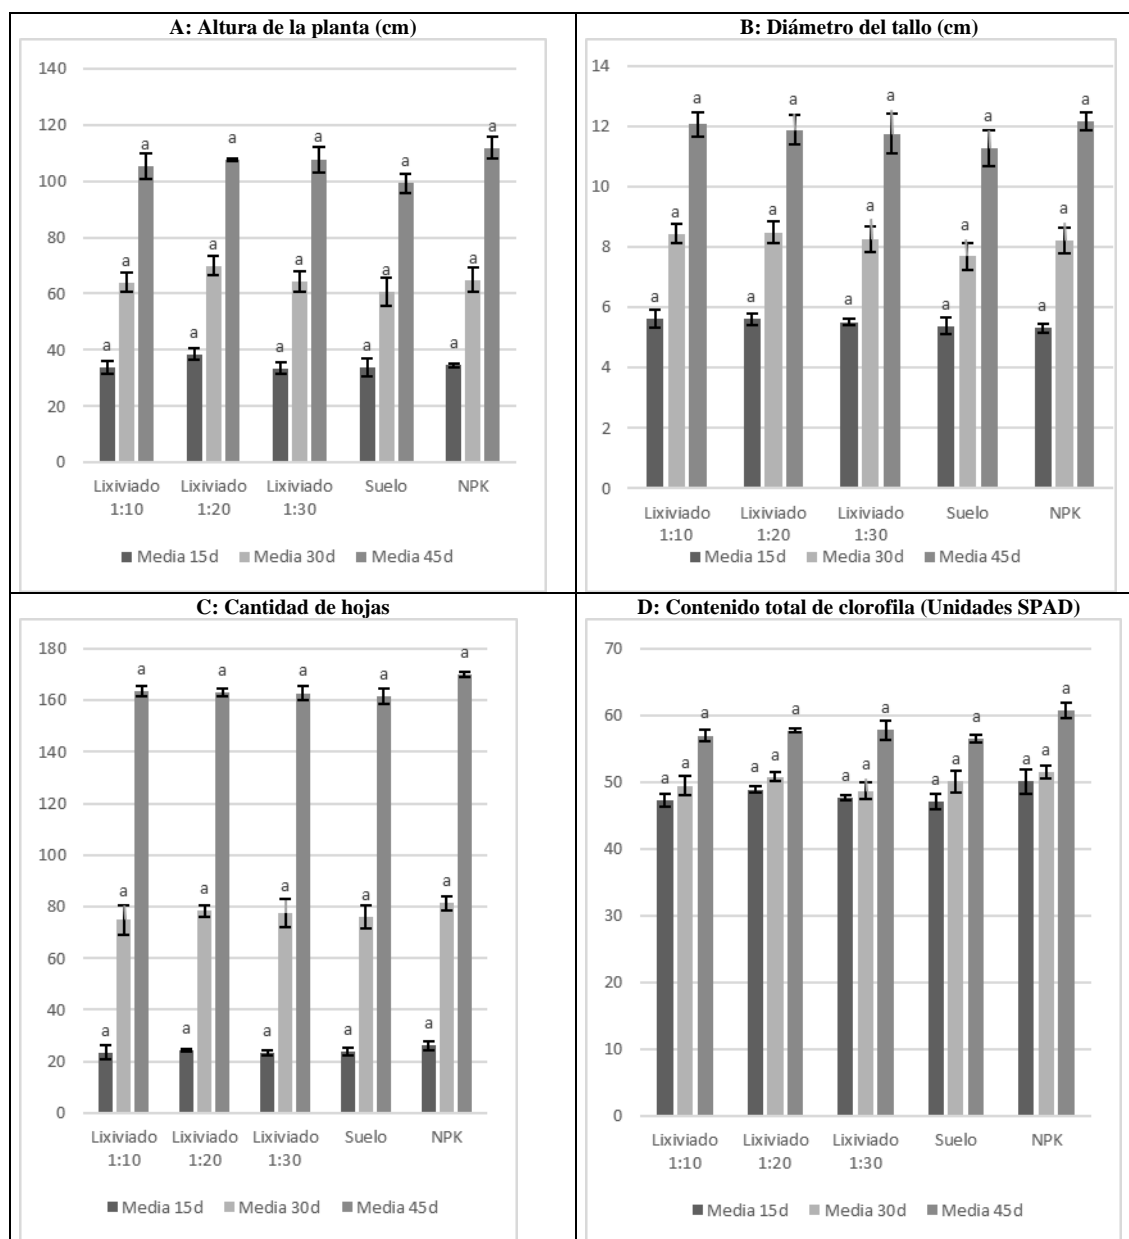 A: Altura de la planta (cm)
140
120
100
80
60
40
20
0
a a a
a a a
a a a
a a a
a a a
Lixiviado 1:10
Lixiviado 1:20
Lixiviado 1:30
Suelo
NPK
Media 15d Media 30d Media 45d
B: Diámetro del tallo (cm)
14
12
10
8
6
4
2
0
a a a
a a a
a a a
a a a
a a a
Lixiviado 1:10
Lixiviado 1:20
Lixiviado 1:30
Suelo
NPK
Media 15d Media 30d Media 45d
C: Cantidad de hojas
180
160
140
120
100
80
60
40
20
0
a a a
a a a
a a a
a a a
a a a
Lixiviado 1:10
Lixiviado 1:20
Lixiviado 1:30
Suelo
NPK
Media 15d Media 30d Media 45d
D: Contenido total de clorofila (Unidades SPAD)
70
60
50
40
30
20
10
0
a a a
a a a
a a a
a a a
a a a
Lixiviado 1:10
Lixiviado 1:20
Lixiviado 1:30
Suelo
NPK
Media 15d Media 30d Media 45d